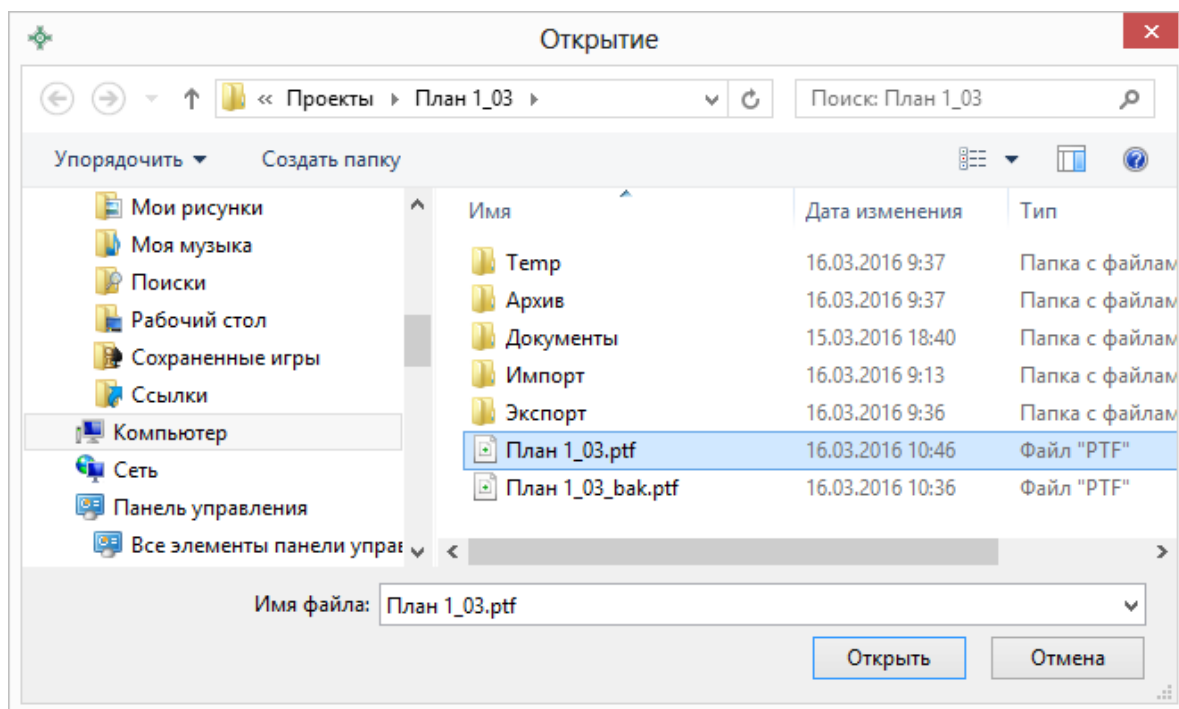 Открытие
« Проекты План 1_03
Поиск: План 1_03
Упорядочить Создать папку
Мои рисунки
Моя музыка
Поиски
Рабочий стол
Сохраненные игры
Ссылки
Компьютер
Сеть
Панель управления
Все элементы панели управ
Имя Дата изменения Тип
Temp 16.03.2016 9:37 Папка с файлам
Архив 16.03.2016 9:37 Папка с файлам
Документы 15.03.2016 18:40 Папка с файлам
Импорт 16.03.2016 9:13 Папка с файлам
Экспорт 16.03.2016 9:36 Папка с файлам
План 1_03.ptf 16.03.2016 10:46 Файл "PTF"
План 1_03_bak.ptf 16.03.2016 10:36 Файл "PTF"
Имя файла: План 1_03.ptf
Открыть Отмена